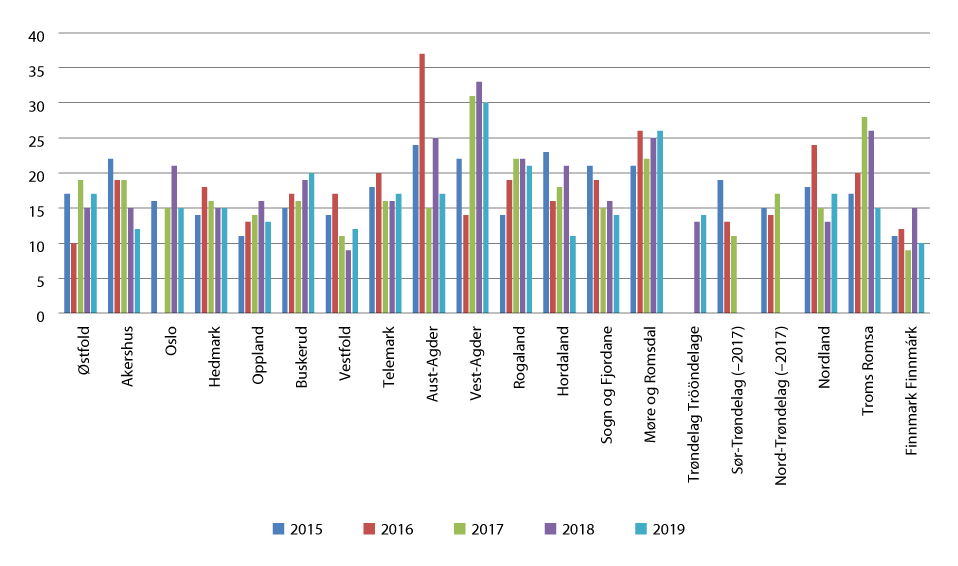 40
35
30
25
20
15
10
5
0
Østfold
Akershus
Oslo
Hedmark
Oppland
Buskerud
Vestfold
Telemark
Aust-Agder
Vest-Agder
Rogaland
Hordaland
Sogn og Fjordane
Møre og Romsdal
Trøndelag Trööndelage
Sør-Trøndelag (–2017)
Nord-Trøndelag (–2017)
Nordland
Troms Romsa
Finnmark Finnmárk
2015 2016 2017 2018 2019